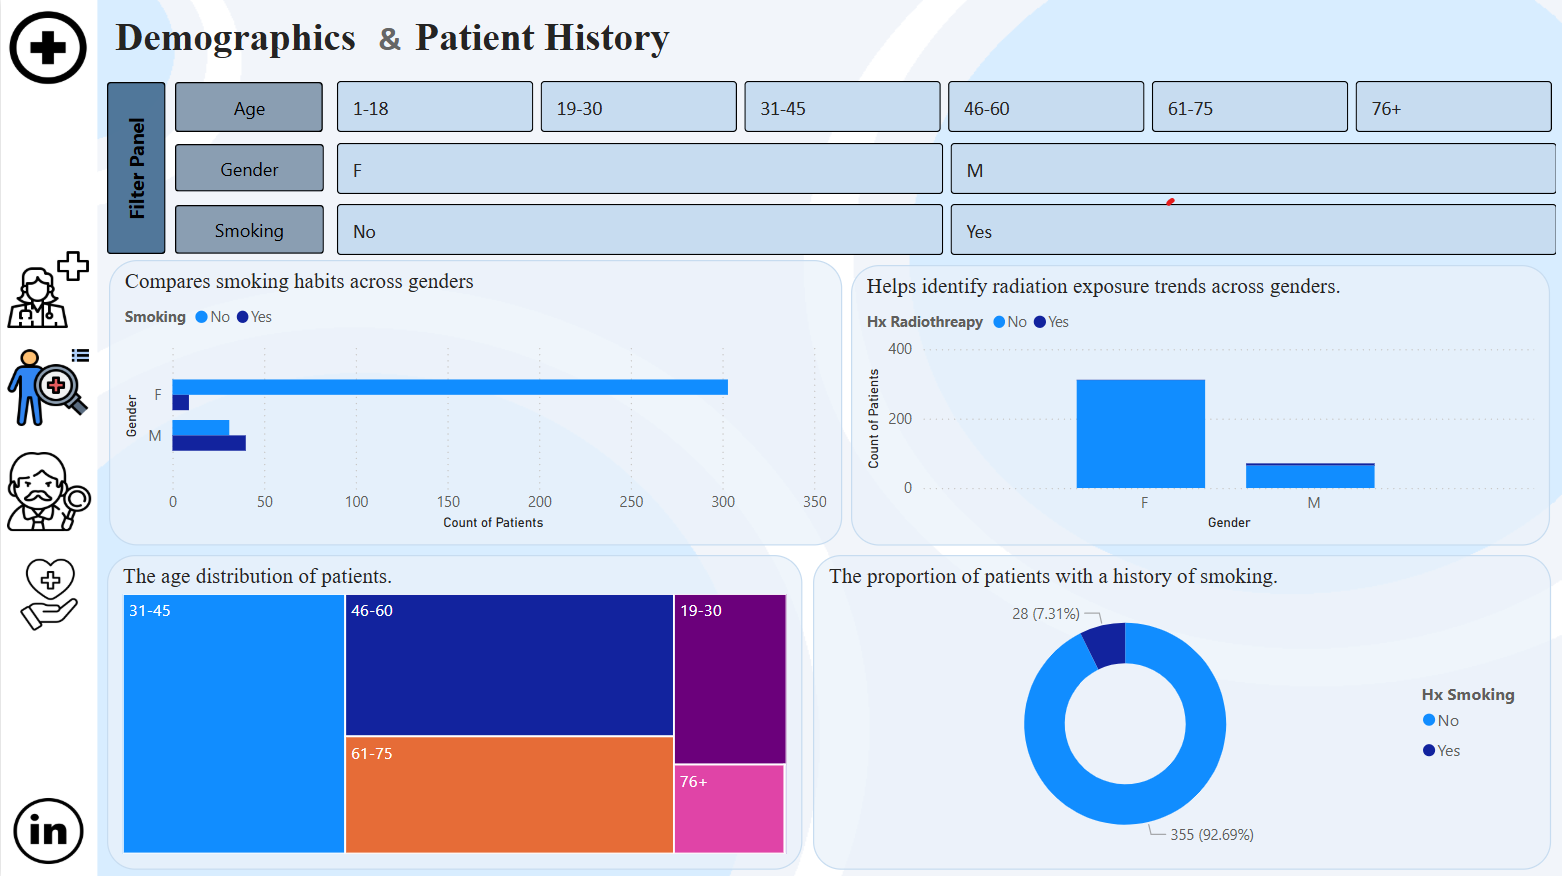 Demographics & Patient History
Filter Panel
Age
1-18
19-30
31-45
46-60
61-75
76+
Gender
F
M
Smoking
No
Yes
Compares smoking habits across genders
Smoking No Yes
Gender
F
M
0 50 100 150 200 250 300 350
Count of Patients
Helps identify radiation exposure trends across genders.
Hx Radiothreapy No Yes
Count of Patients
400
200
0
F M
Gender
The age distribution of patients.
31-45
46-60
61-75
19-30
76+
The proportion of patients with a history of smoking.
28 (7.31%)
355 (92.69%)
Hx Smoking
No
Yes
in